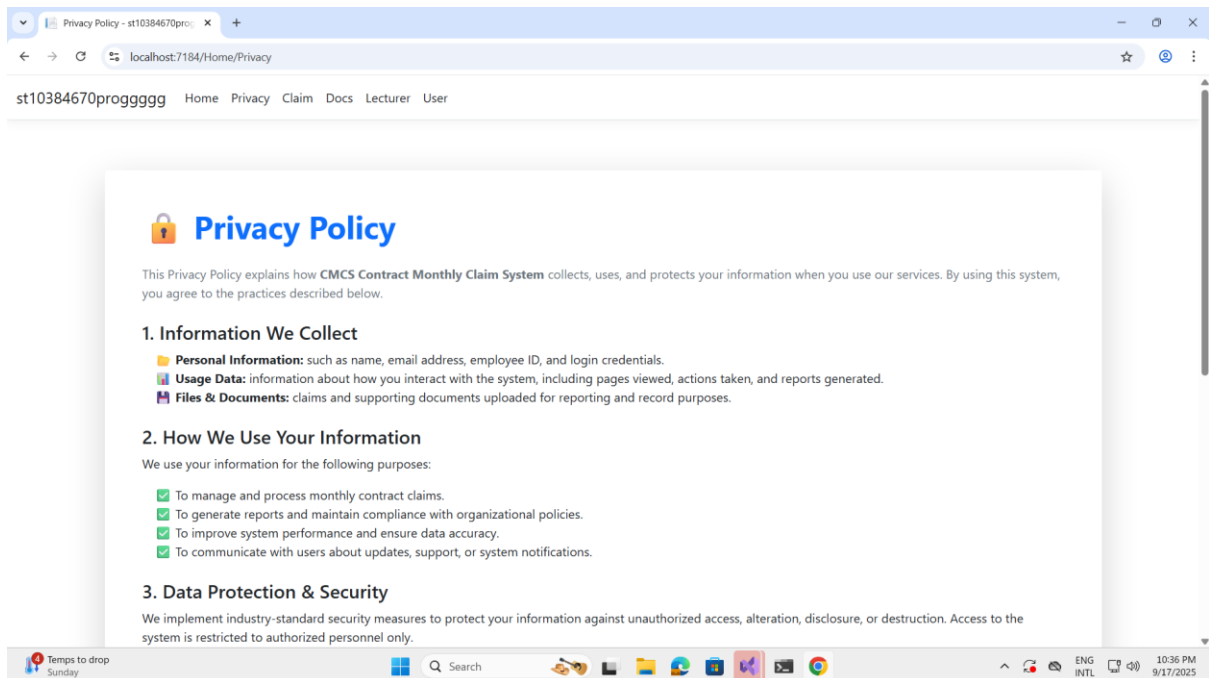 Privacy Policy - st10384670prog
localhost:7184/Home/Privacy
st10384670proggggg Home Privacy Claim Docs Lecturer User
Privacy Policy
This Privacy Policy explains how CMCS Contract Monthly Claim System collects, uses, and protects your information when you use our services. By using this system,
you agree to the practices described below.
1. Information We Collect
Personal Information: such as name, email address, employee ID, and login credentials.
Usage Data: information about how you interact with the system, including pages viewed, actions taken, and reports generated.
Files & Documents: claims and supporting documents uploaded for reporting and record purposes.
2. How We Use Your Information
We use your information for the following purposes:
To manage and process monthly contract claims.
To generate reports and maintain compliance with organizational policies.
To improve system performance and ensure data accuracy.
To communicate with users about updates, support, or system notifications.
3. Data Protection & Security
We implement industry-standard security measures to protect your information against unauthorized access, alteration, disclosure, or destruction. Access to the
system is restricted to authorized personnel only.
4
Temps to drop
Sunday
Search
ENG
INTL
10:36 PM
9/17/2025